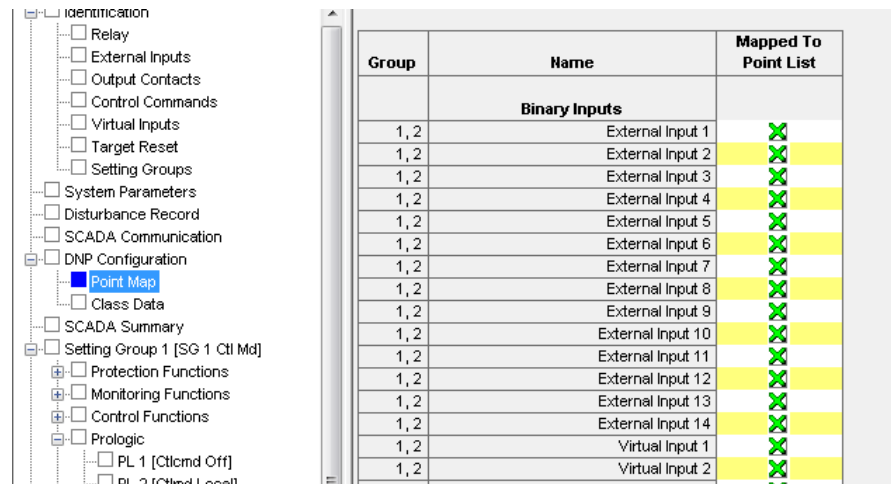 Identification
Relay
External Inputs
Output Contacts
Control Commands
Virtual Inputs
Target Reset
Setting Groups
System Parameters
Disturbance Record
SCADA Communication
DNP Configuration
Point Map
Class Data
SCADA Summary
Setting Group 1 [SG 1 Ctl Md]
Protection Functions
Monitoring Functions
Control Functions
Prologic
PL 1 [Ctlcmd Off]
PL 2 [Ctlmd Local]
Group Name Mapped To Point List
Binary Inputs
1, 2 External Input 1
1, 2 External Input 2
1, 2 External Input 3
1, 2 External Input 4
1, 2 External Input 5
1, 2 External Input 6
1, 2 External Input 7
1, 2 External Input 8
1, 2 External Input 9
1, 2 External Input 10
1, 2 External Input 11
1, 2 External Input 12
1, 2 External Input 13
1, 2 External Input 14
1, 2 Virtual Input 1
1, 2 Virtual Input 2